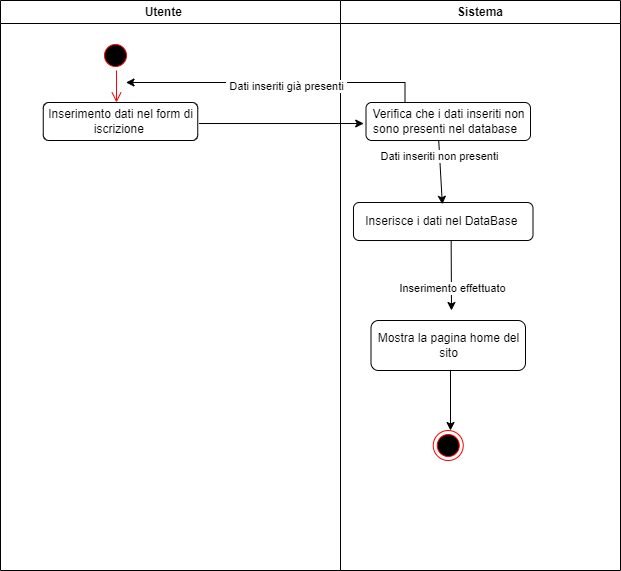 Utente
Sistema
Dati inseriti già presenti
Inserimento dati nel form di
iscrizione
Verifica che i dati inseriti non
sono presenti nel database
Dati inseriti non presenti
Inserisce i dati nel DataBase
Inserimento effettuato
Mostra la pagina home del
sito